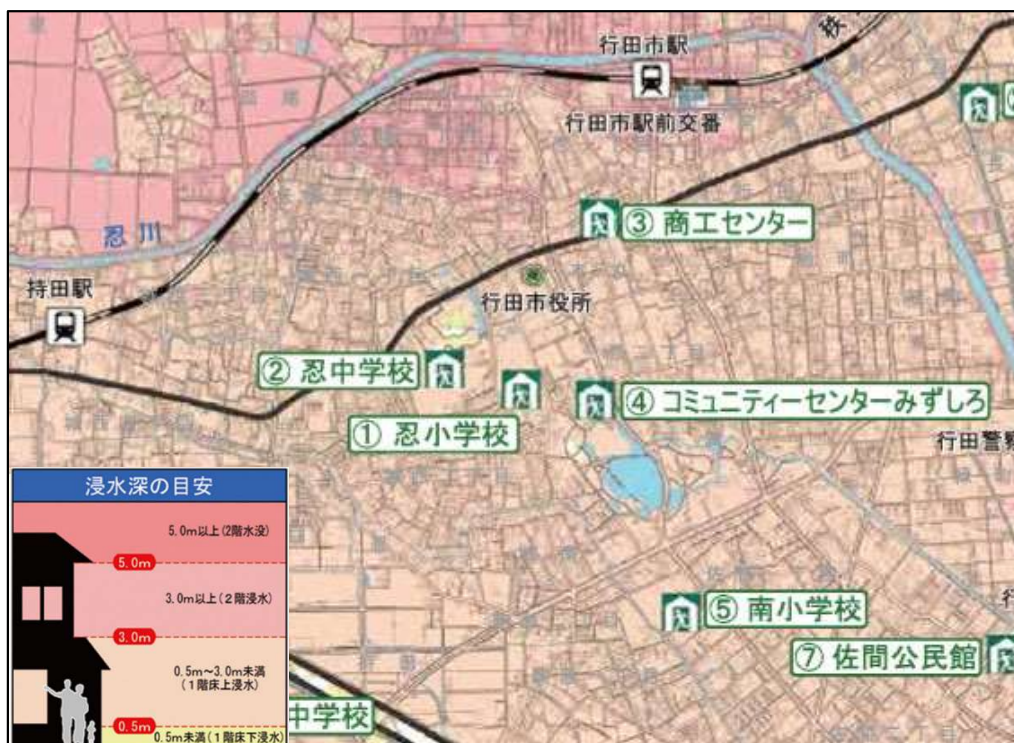 行田市駅
秩
行田市駅前交番
③ 商工センター
忍川
持田駅
行田市役所
② 忍中学校
① 忍小学校
④ コミュニティーセンターみずしろ
行田警察
⑤ 南小学校
⑦ 佐間公民館
中学校
浸水深の目安
5.0m以上(2階水没)
5.0m
3.0m以上(2階浸水)
3.0m
0.5m~3.0m未満
(1階床上浸水)
0.5m
0.5m未満(1階床下浸水)